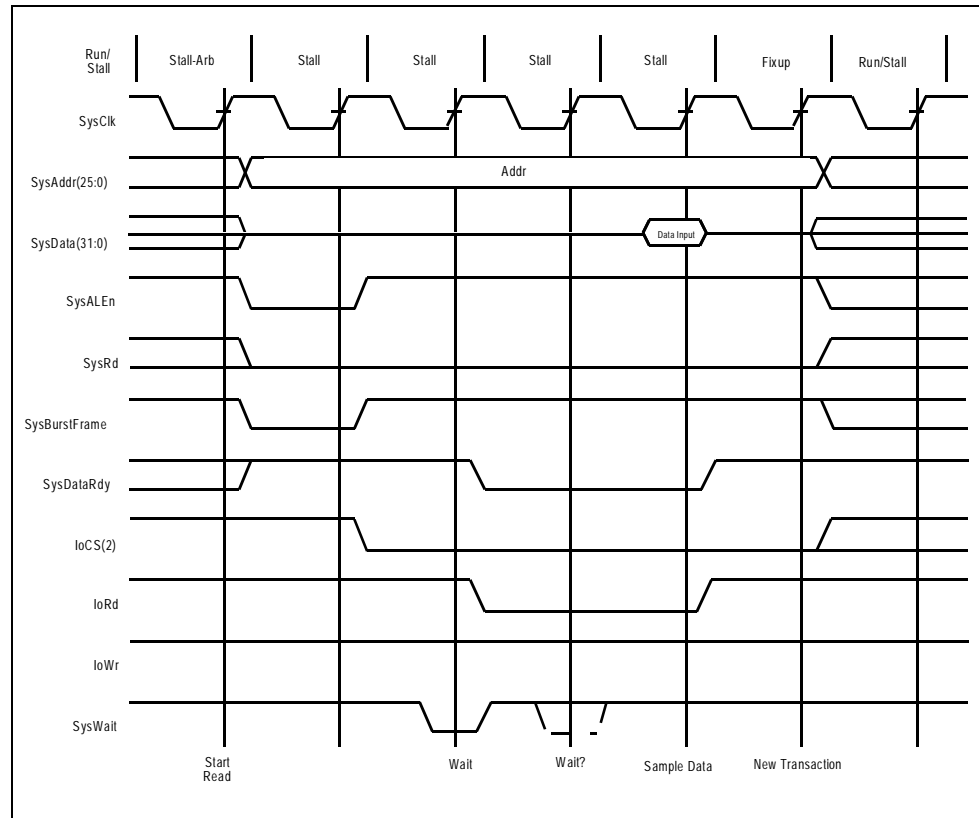 Run/
Stall
Stall-Arb
Stall
Stall
Stall
Stall
Fixup
Run/Stall
SysClk
SysAddr(25:0)
Addr
SysData(31:0)
Data Input
SysALEn
SysRd
SysBurstFrame
SysDataRdy
IoCS(2)
IoRd
IoWr
SysWait
Start
Read
Wait
Wait?
Sample Data
New Transaction